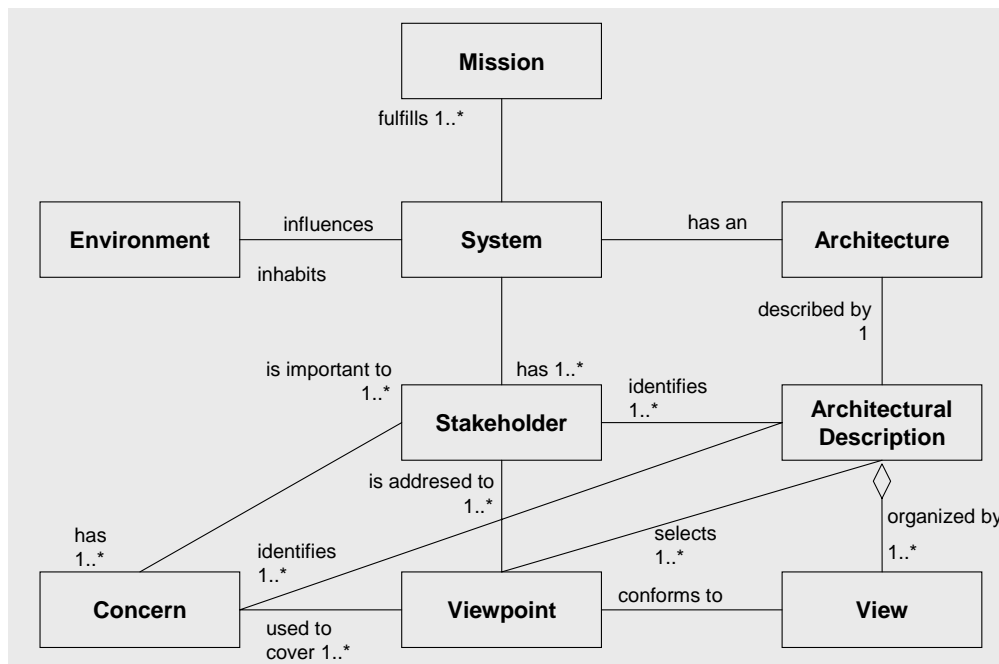 Mission
fulfills 1..*
Environment
influences
inhabits
System
has an
Architecture
described by
1
is important to
1..*
has 1..*
identifies
1..*
Stakeholder
Architectural
Description
is addresed to
1..*
organized by
1..*
has
1..*
identifies
1..*
selects
1..*
Concern
used to
cover 1..*
Viewpoint
conforms to
View